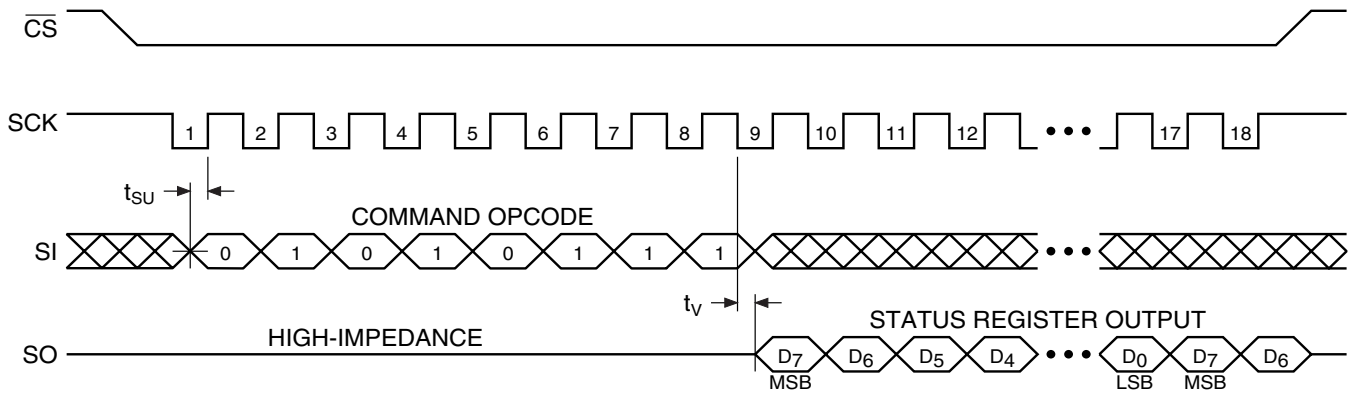 CS
SCK 1 2 3 4 5 6 7 8 9 10 11 12 ••• 17 18
tSU
COMMAND OPCODE
SI 0 1 0 1 0 1 1 1 •••
tV
HIGH-IMPEDANCE STATUS REGISTER OUTPUT
SO D7 D6 D5 D4 ••• D0 D7 D6
MSB LSB MSB